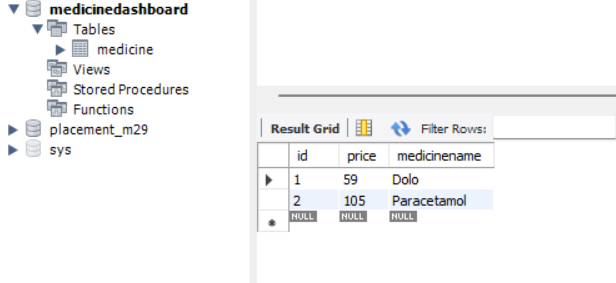 medicinedashboard
Tables
medicine
Views
Stored Procedures
Functions
placement_m29
sys
Result Grid Filter Rows:
id price medicinename
1 59 Dolo
2 105 Paracetamol
NULL NULL NULL